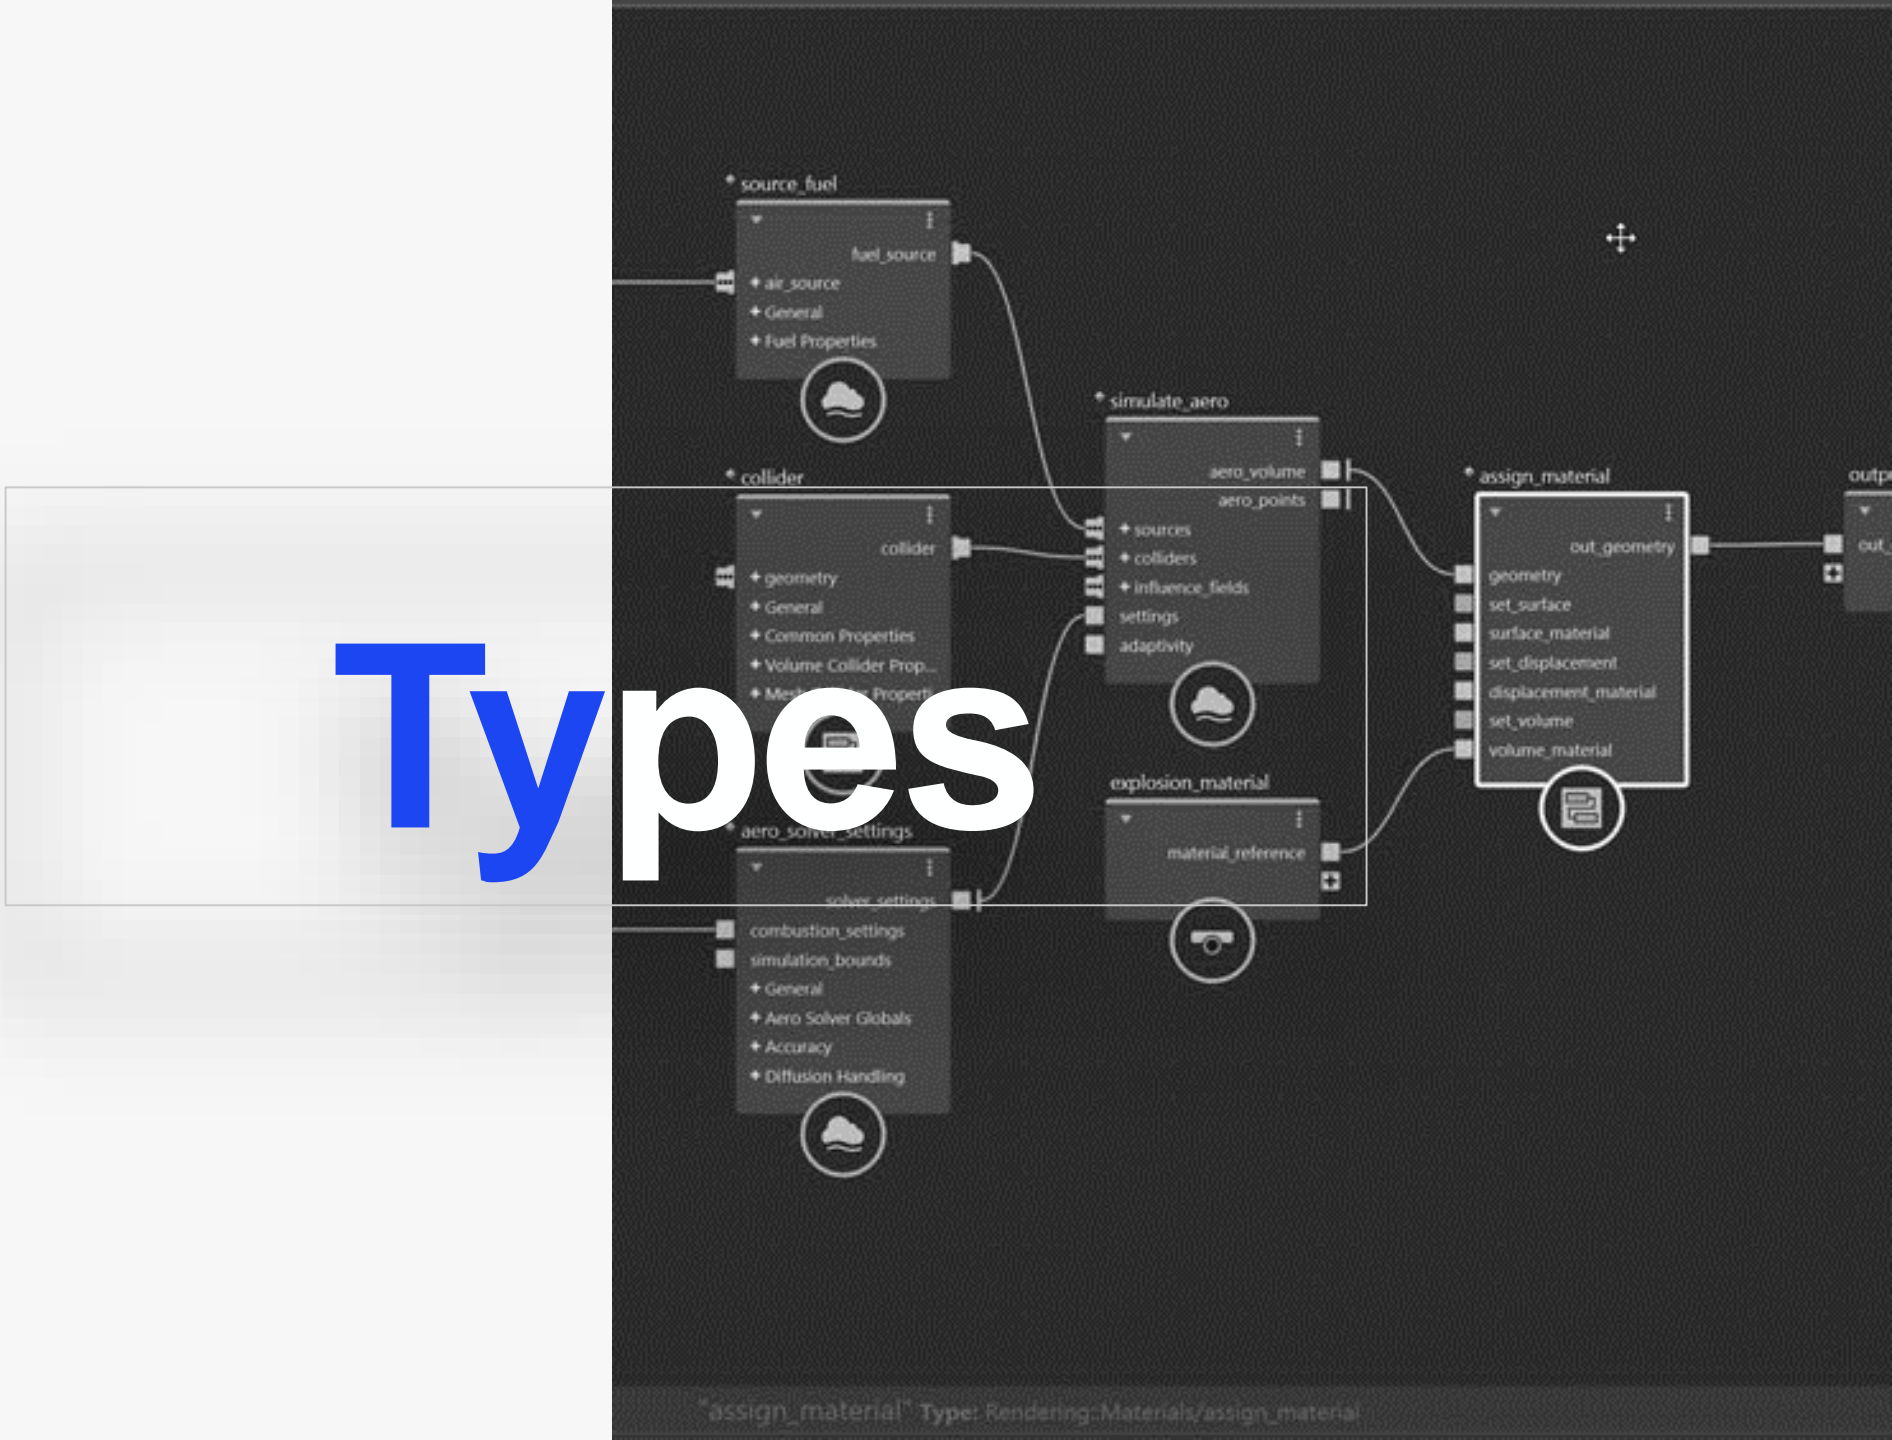 source_fuel
fuel_source
air_source
General
Fuel Properties
simulate_aero
aero_volume
aero_points
sources
colliders
influence_fields
settings
adaptivity
collider
collider
geometry
General
Common Properties
Volume Collider Prop...
assign_material
out_geometry
geometry
set_surface
surface_material
set_displacement
displacement_material
set_volume
volume_material
Types
explosion_material
material_reference
aero_solver_settings
solver_settings
combustion_settings
simulation_bounds
General
Aero Solver Globals
Accuracy
Diffusion Handling
"assign_material" Type: Rendering::Materials/assign_material